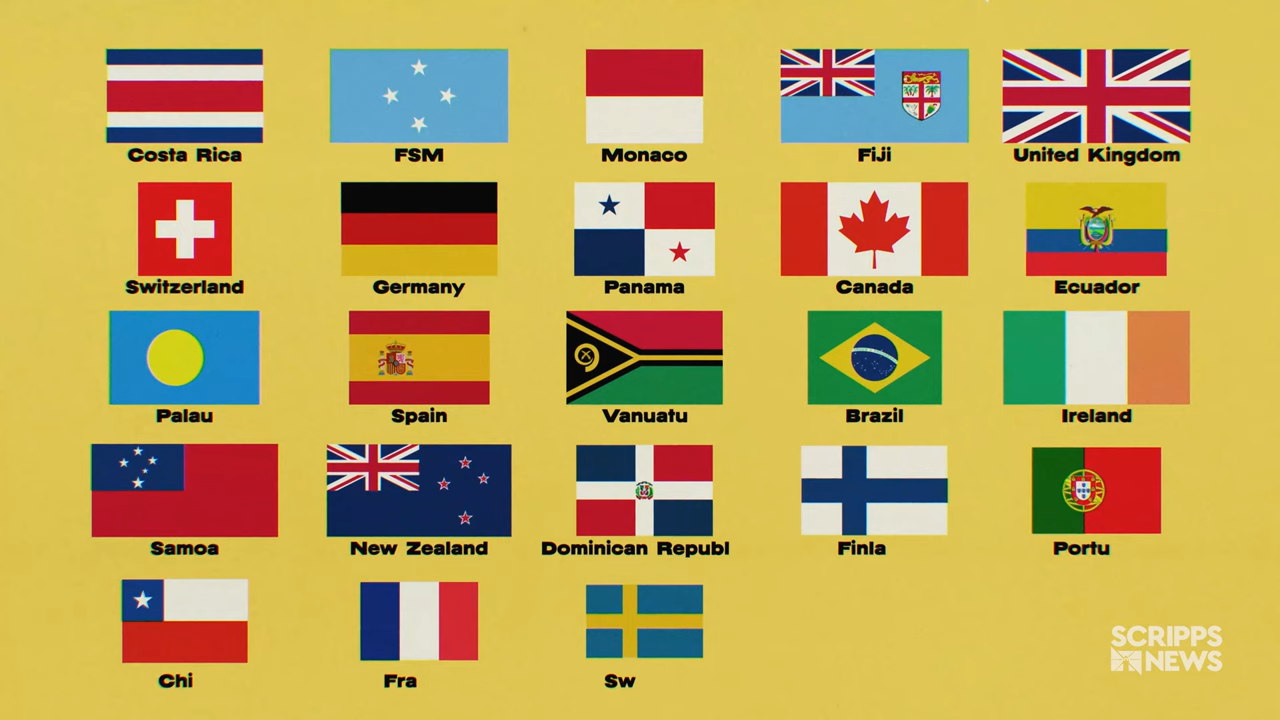 Costa Rica
FSM
Monaco
Fiji
United Kingdom
Switzerland
Germany
Panama
Canada
Ecuador
Palau
Spain
Vanuatu
Brazil
Ireland
Samoa
New Zealand
Dominican Republ
Finla
Portu
Chi
Fra
Sw
SCRIPPS
NEWS